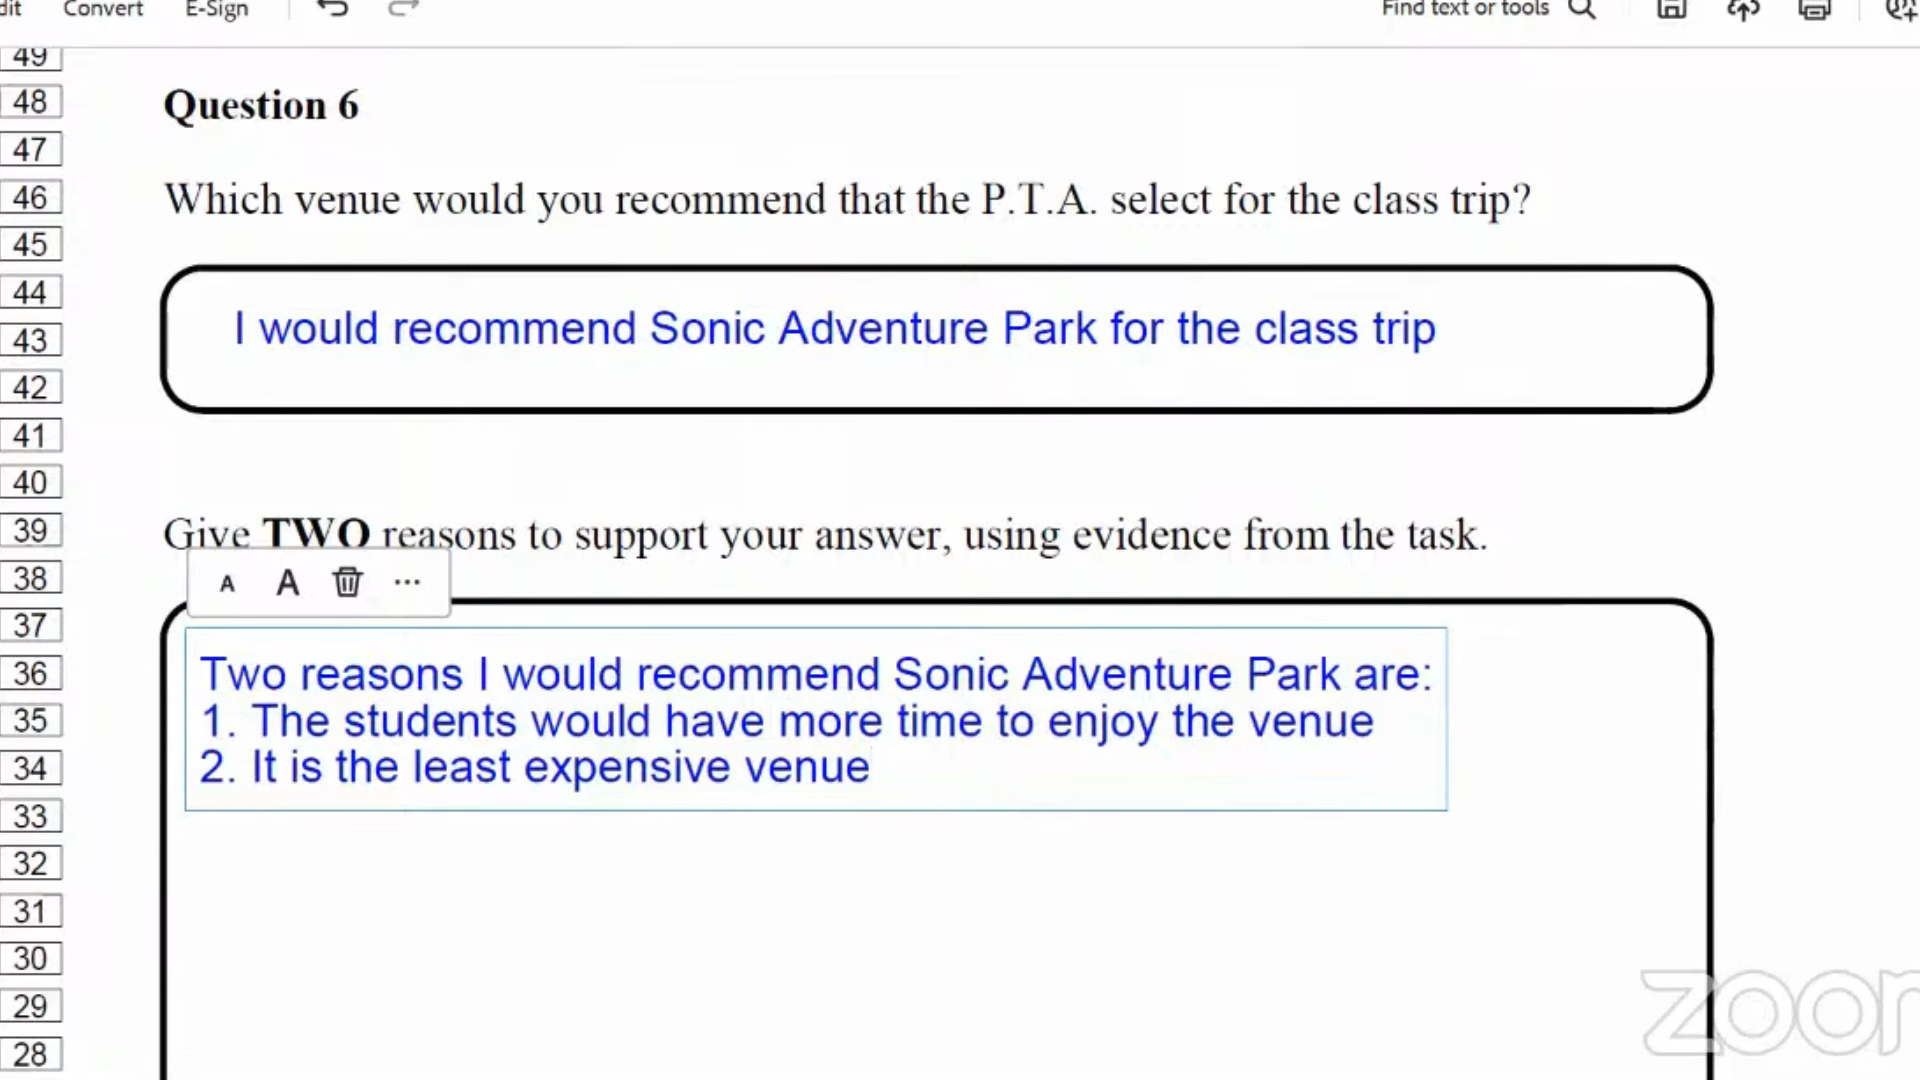 Convert E-Sign Find text or tools
49
48
Question 6
47
46
Which venue would you recommend that the P.T.A. select for the class trip?
45
44
43
I would recommend Sonic Adventure Park for the class trip
42
41
40
39
Give TWO reasons to support your answer, using evidence from the task.
38
A A ...
37
36
Two reasons I would recommend Sonic Adventure Park are:
35
1. The students would have more time to enjoy the venue
34
2. It is the least expensive venue
33
32
31
30
29
28
zoom